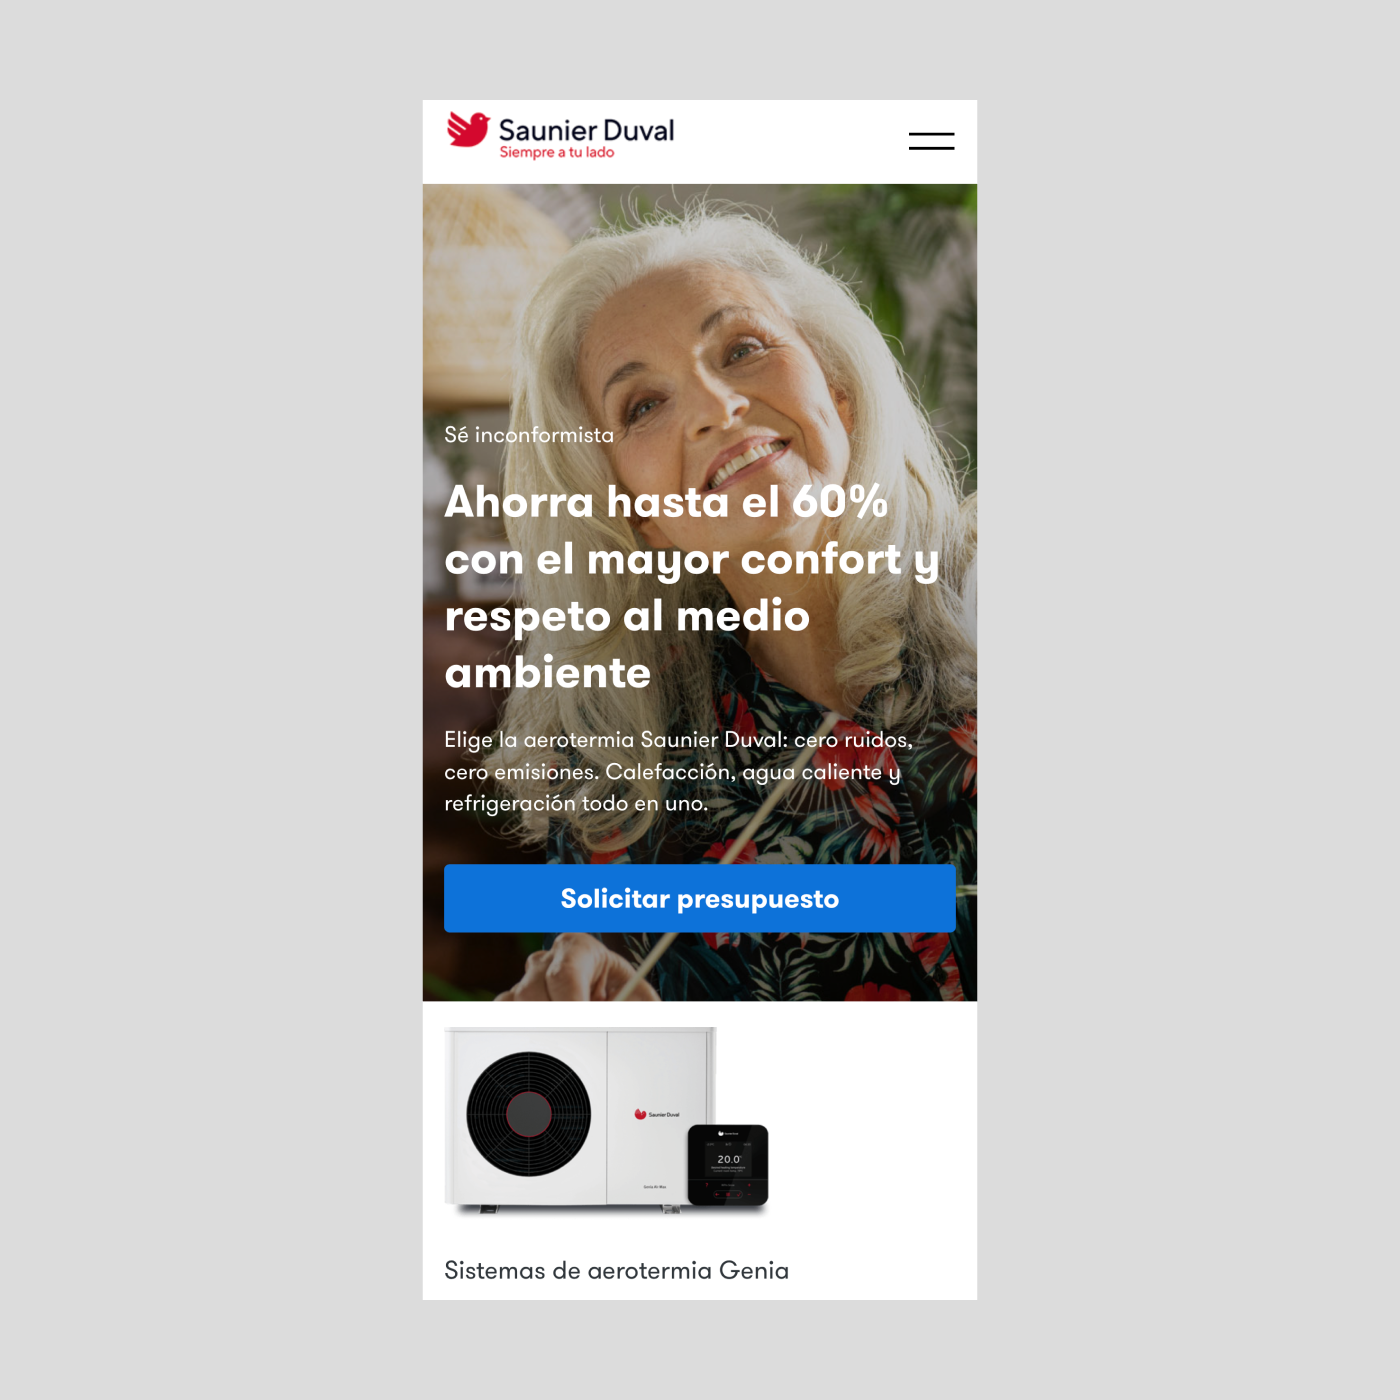 Saunier Duval
Siempre a tu lado
Sé inconformista
Ahorra hasta el 60%
con el mayor confort y
respeto al medio
ambiente
Elige la aerotermia Saunier Duval: cero ruidos,
cero emisiones. Calefacción, agua caliente y
refrigeración todo en uno.
Solicitar presupuesto
Saunier Duval
20.0°
Sistemas de aerotermia Genia